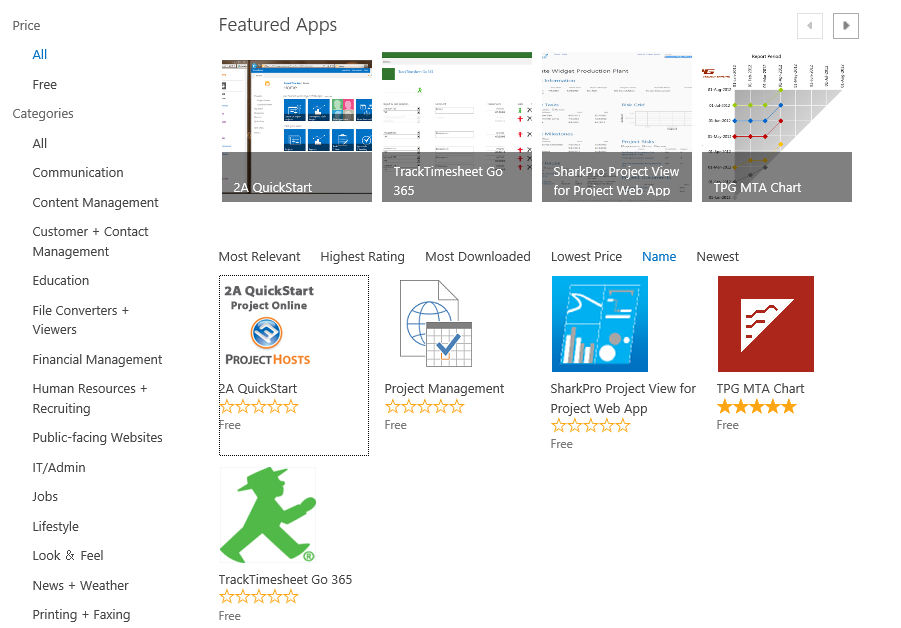 Price
All
Free
Categories
All
Communication
Content Management
Customer + Contact
Management
Education
File Converters +
Viewers
Financial Management
Human Resources +
Recruiting
Public-facing Websites
IT/Admin
Jobs
Lifestyle
Look & Feel
News + Weather
Printing + Faxing
Featured Apps
2A QuickStart
TrackTimesheet Go
365
SharkPro Project View
for Project Web App
Report Period
TPG MTA Chart
Most Relevant Highest Rating Most Downloaded Lowest Price Name Newest
2A QuickStart
Project Online
PROJECTHOSTS
2A QuickStart
Free
Project Management
Free
SharkPro Project View for
Project Web App
Free
TPG MTA Chart
Free
®
TrackTimesheet Go 365
Free